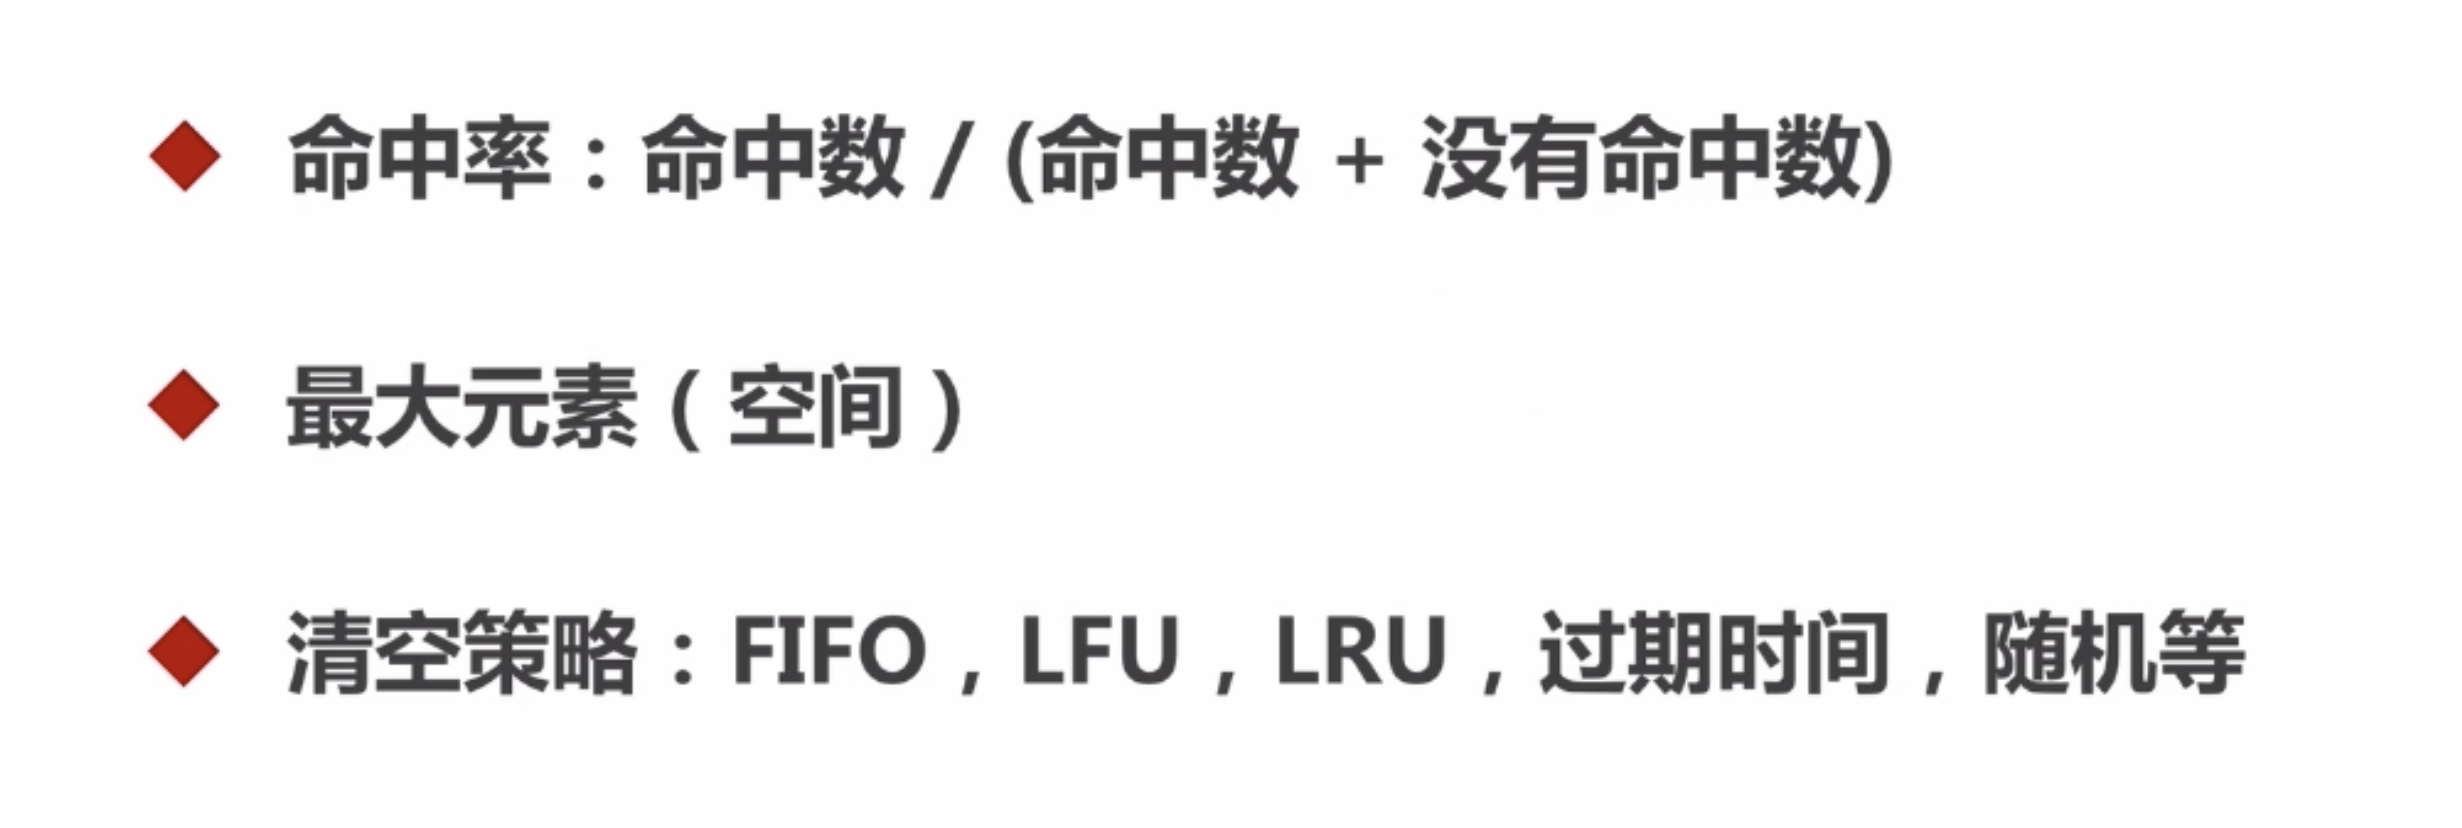 命中率：命中数 / (命中数 + 没有命中数)
最大元素（空间）
清空策略：FIFO，LFU，LRU，过期时间，随机等